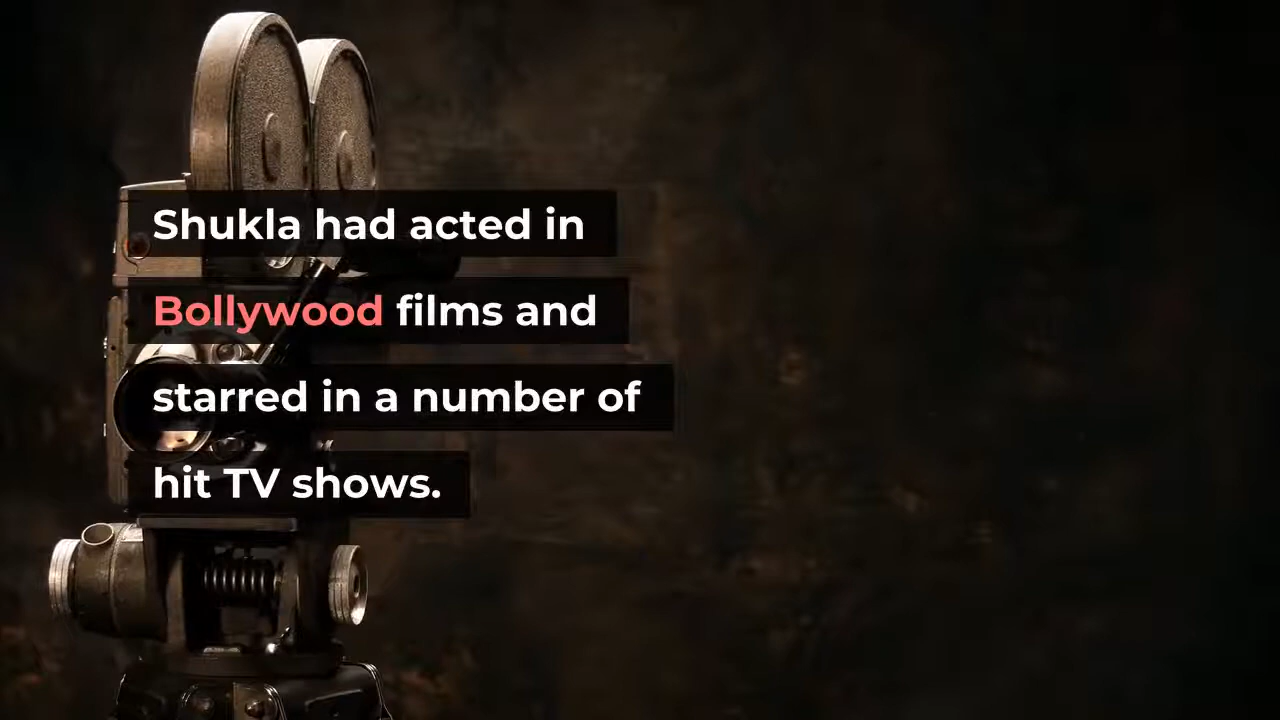 Shukla had acted in
Bollywood films and
starred in a number of
hit TV shows.